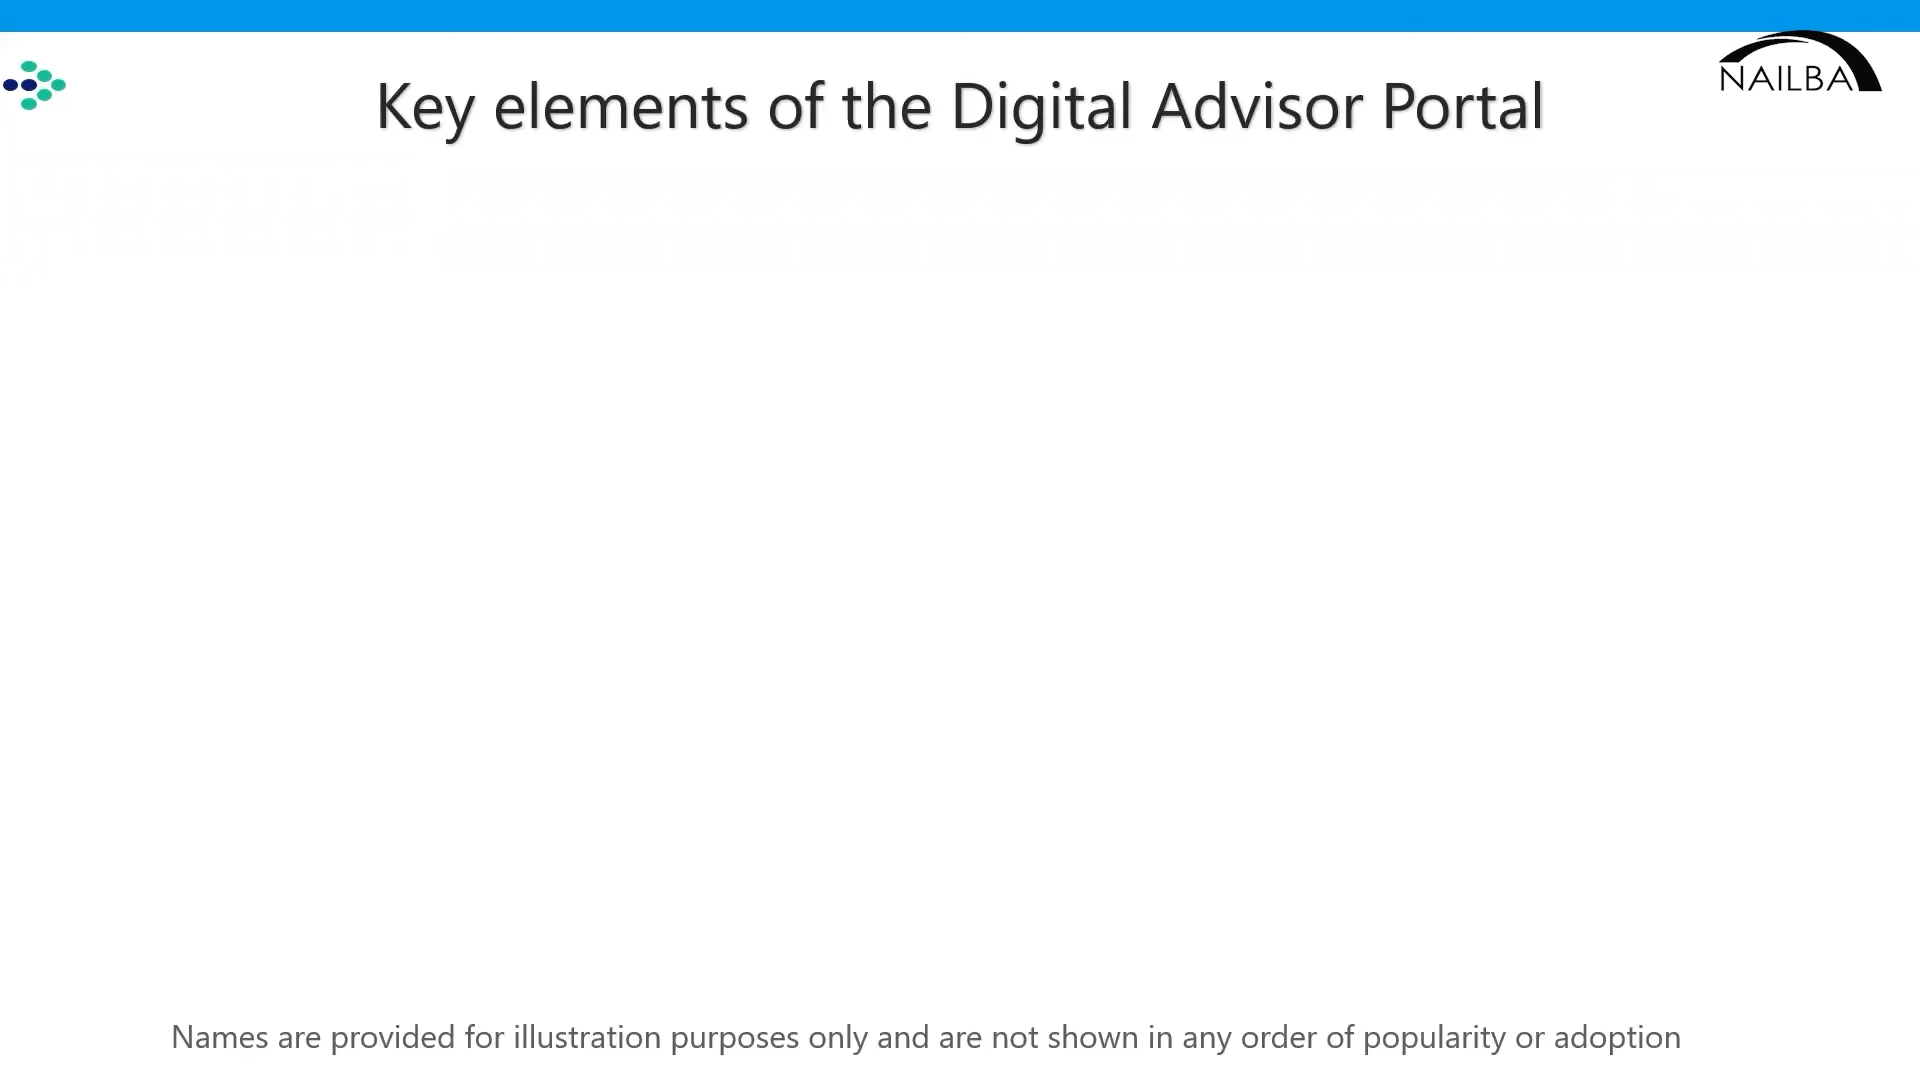 NAILBA
Key elements of the Digital Advisor Portal
Names are provided for illustration purposes only and are not shown in any order of popularity or adoption